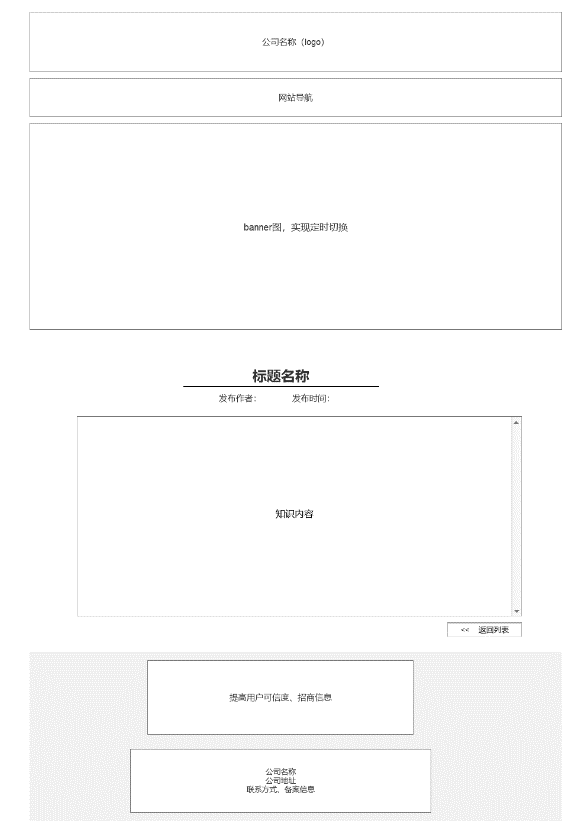 公司名称（logo）
网站导航
banner图，实现定时切换
标题名称
发布作者： 发布时间：
知识内容
<< 返回列表
提高用户可信度、招商信息
公司名称
公司地址
联系方式、备案信息